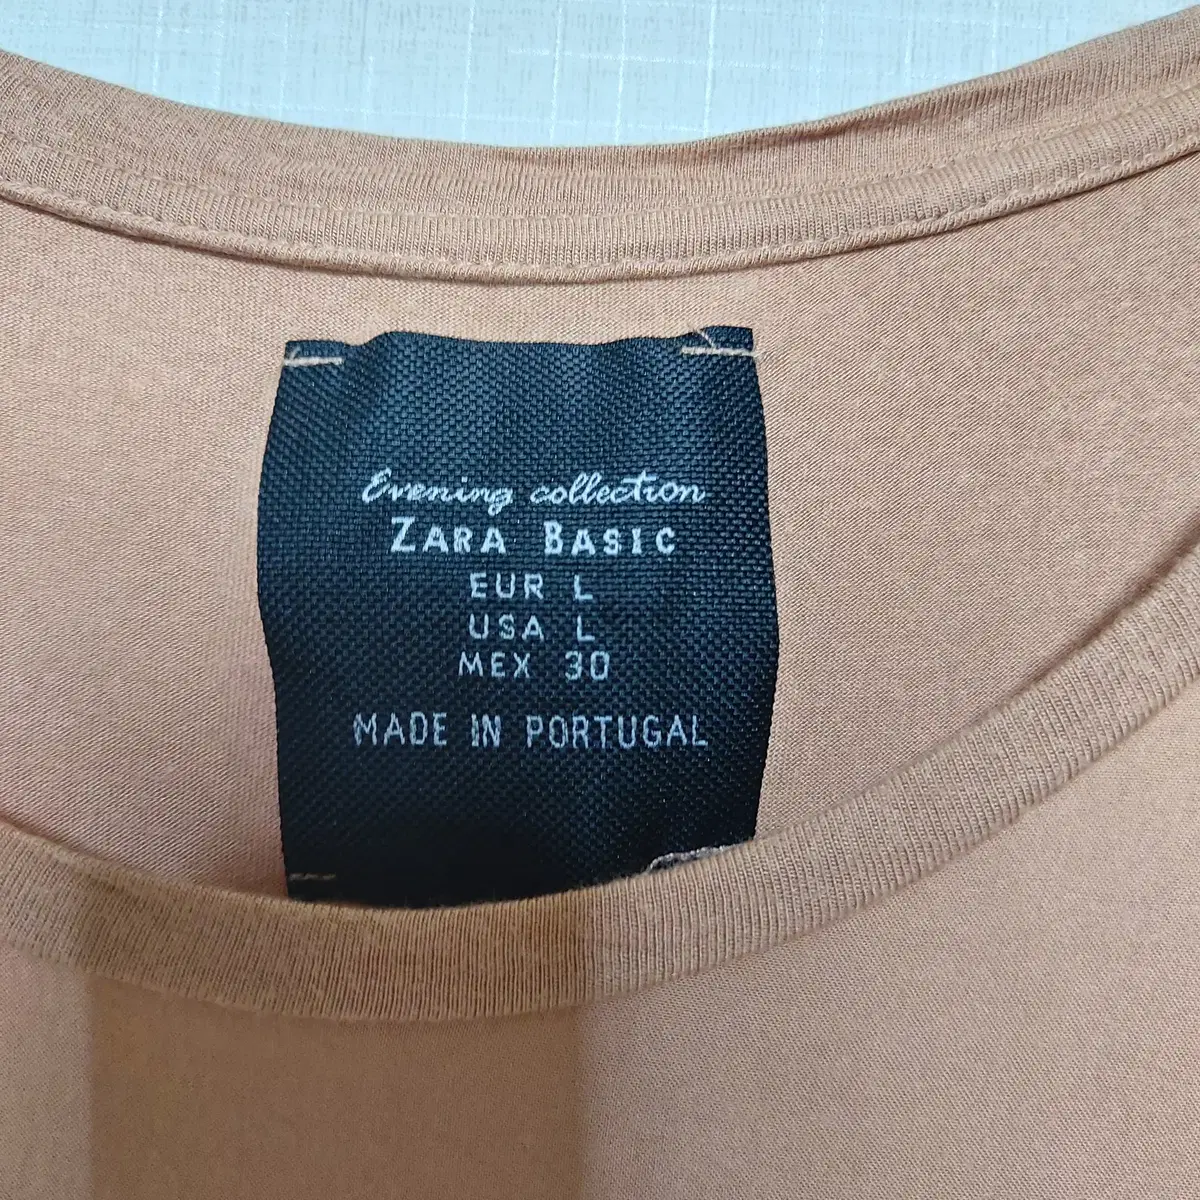 Evening collection
ZARA BASIC
EUR L
USA L
MEX 30
MADE IN PORTUGAL